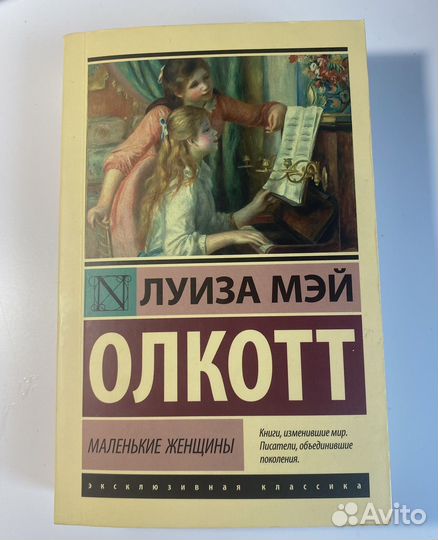 N
ЛУИЗА МЭЙ
ОЛКОТТ
МАЛЕНЬКИЕ ЖЕНЩИНЫ
Книги, изменившие мир.
Писатели, объединившие
поколения.
эксклюзивная классика
Avito